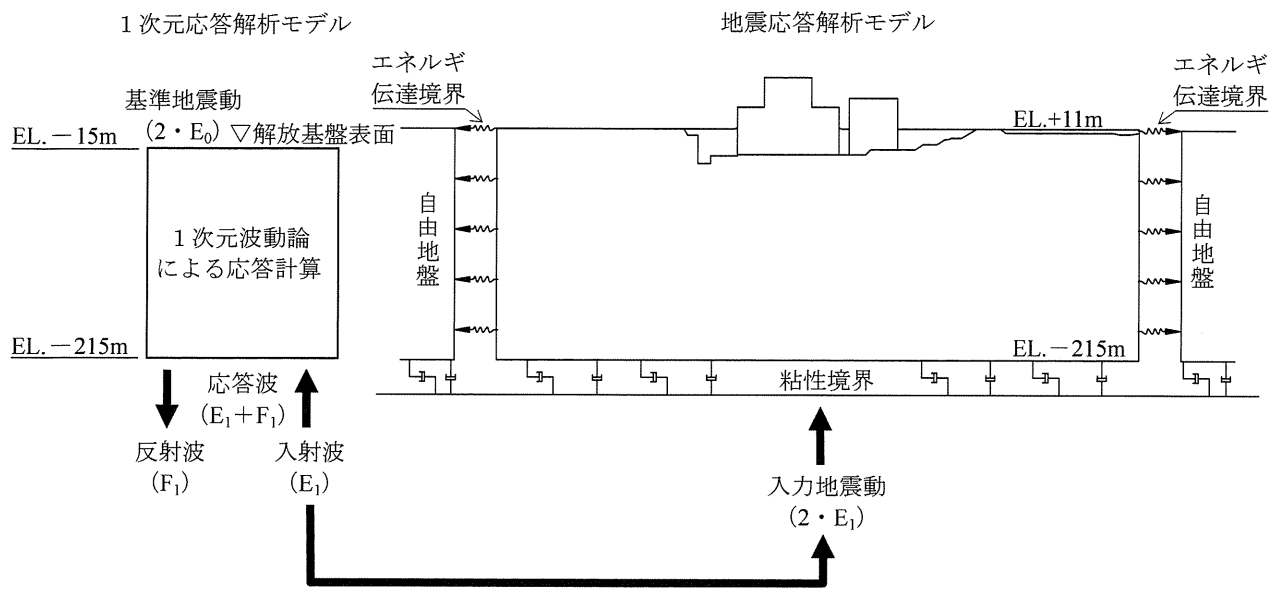 1次元応答解析モデル
地震応答解析モデル
エネルギ
伝達境界
エネルギ
伝達境界
基準地震動
(2・E₀)
▽解放基盤表面
EL.－15m
EL.+11m
自由地盤
自由地盤
1次元波動論
による応答計算
EL.－215m
EL.－215m
粘性境界
応答波
(E₁＋F₁)
反射波
(F₁)
入射波
(E₁)
入力地震動
(2・E₁)